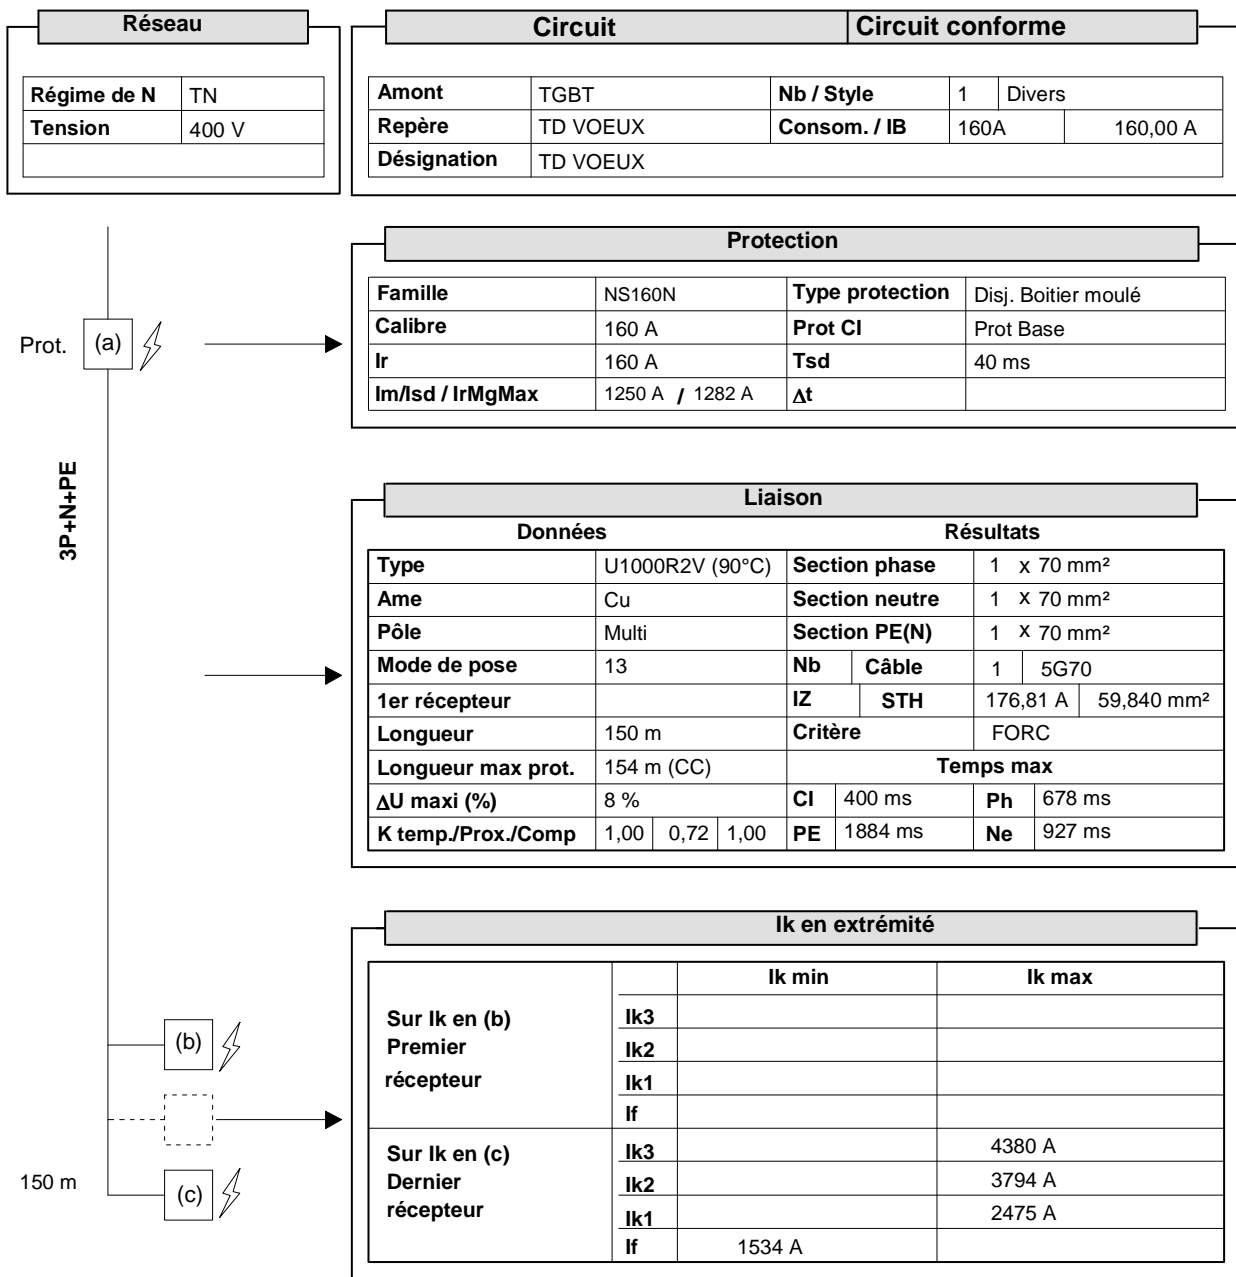 Réseau
Régime de N TN
Tension 400 V
Circuit Circuit conforme
Amont TGBT Nb / Style 1 Divers
Repère TD VOEUX Consom. / IB 160A 160,00 A
Désignation TD VOEUX
Protection
Famille NS160N Type protection Disj. Boitier moulé
Calibre 160 A Prot CI Prot Base
Ir 160 A Tsd 40 ms
Im/Isd / IrMgMax 1250 A / 1282 A Δt
Prot. (a)
3P+N+PE
Liaison
Données Résultats
Type U1000R2V (90°C) Section phase 1 x 70 mm²
Ame Cu Section neutre 1 x 70 mm²
Pôle Multi Section PE(N) 1 x 70 mm²
Mode de pose 13 Nb Câble 1 5G70
1er récepteur IZ STH 176,81 A 59,840 mm²
Longueur 150 m Critère FORC
Longueur max prot. 154 m (CC) Temps max
ΔU maxi (%) 8 % CI 400 ms Ph 678 ms
K temp./Prox./Comp 1,00 0,72 1,00 PE 1884 ms Ne 927 ms
Ik en extrémité
Ik min Ik max
Sur Ik en (b) Ik3
Premier Ik2
récepteur Ik1
If
Sur Ik en (c) Ik3 4380 A
Dernier Ik2 3794 A
récepteur Ik1 2475 A
If 1534 A
(b)
150 m (c)